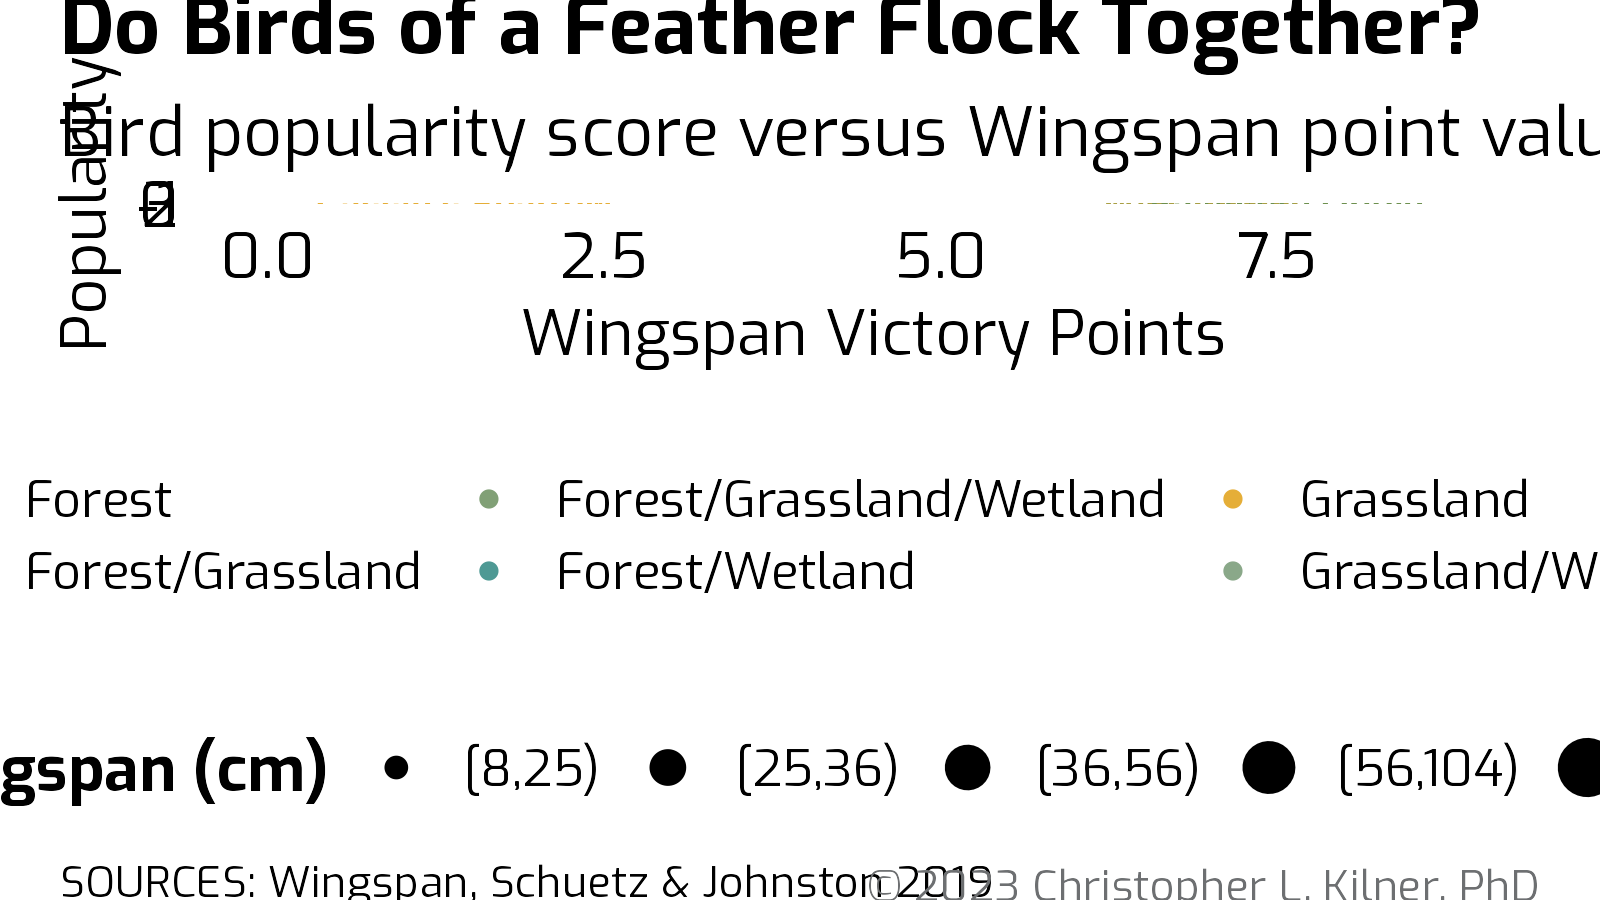 Do Birds of a Feather Flock Together?
Bird popularity score versus Wingspan point valu
Popularity
0.0 2.5 5.0 7.5
Wingspan Victory Points
Forest Forest/Grassland/Wetland Grassland
Forest/Grassland Forest/Wetland Grassland/W
gspan (cm) [8,25) [25,36) [36,56) [56,104)
SOURCES: Wingspan, Schuetz & Johnston 2019
© 2023 Christopher L. Kilner, PhD